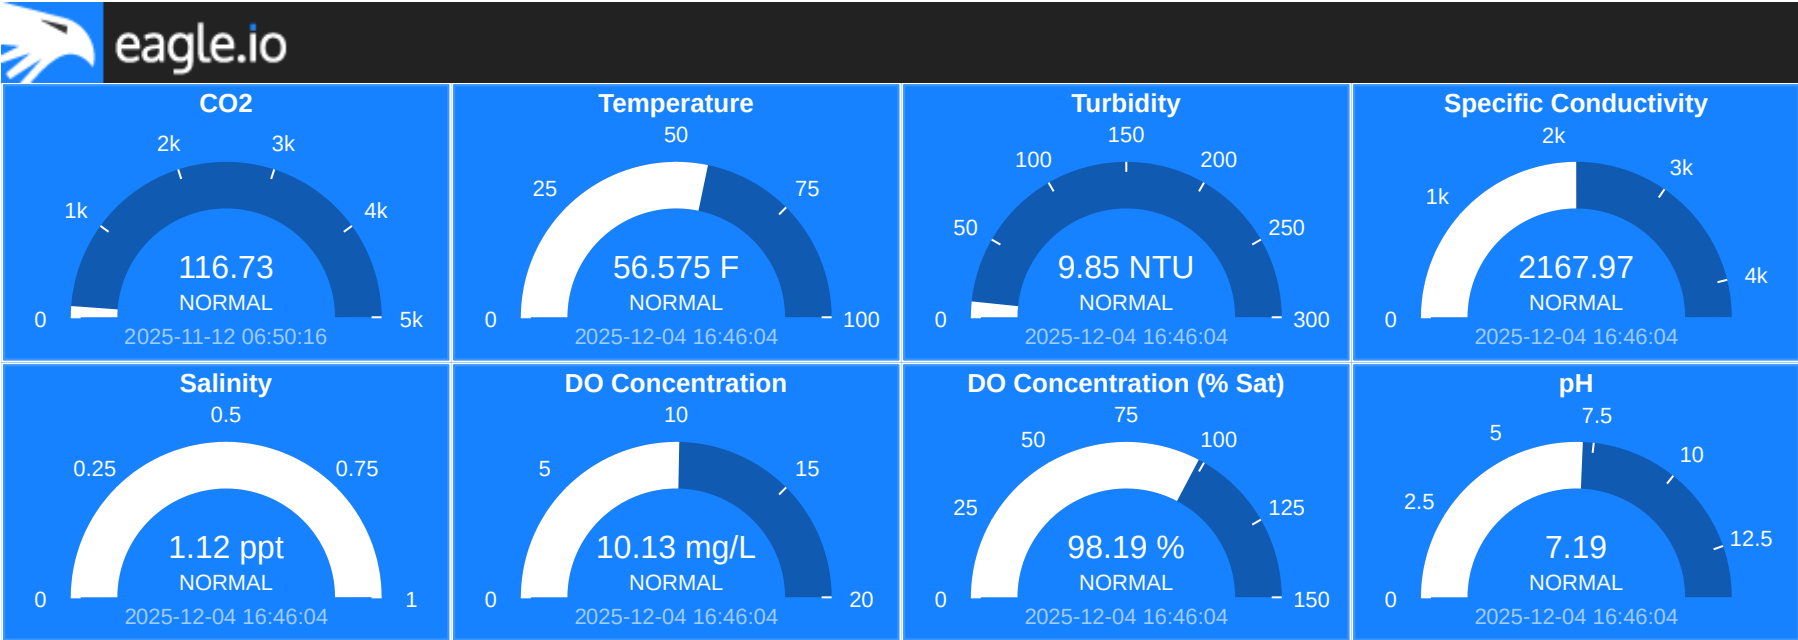 eagle.io
CO2
0
1k
2k
3k
4k
5k
116.73
NORMAL
2025-11-12 06:50:16
Temperature
0
25
50
75
100
56.575 F
NORMAL
2025-12-04 16:46:04
Turbidity
0
50
100
150
200
250
300
9.85 NTU
NORMAL
2025-12-04 16:46:04
Specific Conductivity
0
1k
2k
3k
4k
2167.97
NORMAL
2025-12-04 16:46:04
Salinity
0
0.25
0.5
0.75
1
1.12 ppt
NORMAL
2025-12-04 16:46:04
DO Concentration
0
5
10
15
20
10.13 mg/L
NORMAL
2025-12-04 16:46:04
DO Concentration (% Sat)
0
25
50
75
100
125
150
98.19 %
NORMAL
2025-12-04 16:46:04
pH
0
2.5
5
7.5
10
12.5
7.19
NORMAL
2025-12-04 16:46:04